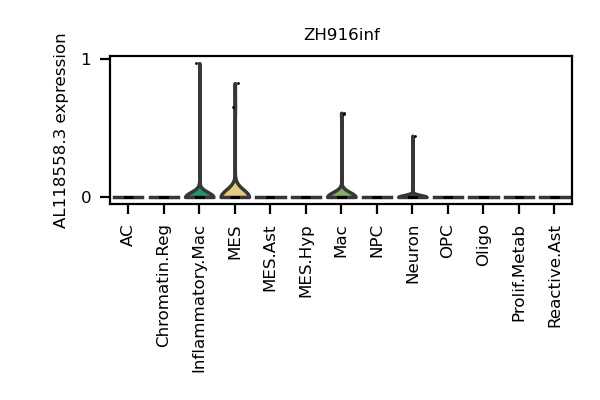 ZH916inf
AL118558.3 expression
1
0
AC
Chromatin.Reg
Inflammatory.Mac
MES
MES.Ast
MES.Hyp
Mac
NPC
Neuron
OPC
Oligo
Prolif.Metab
Reactive.Ast